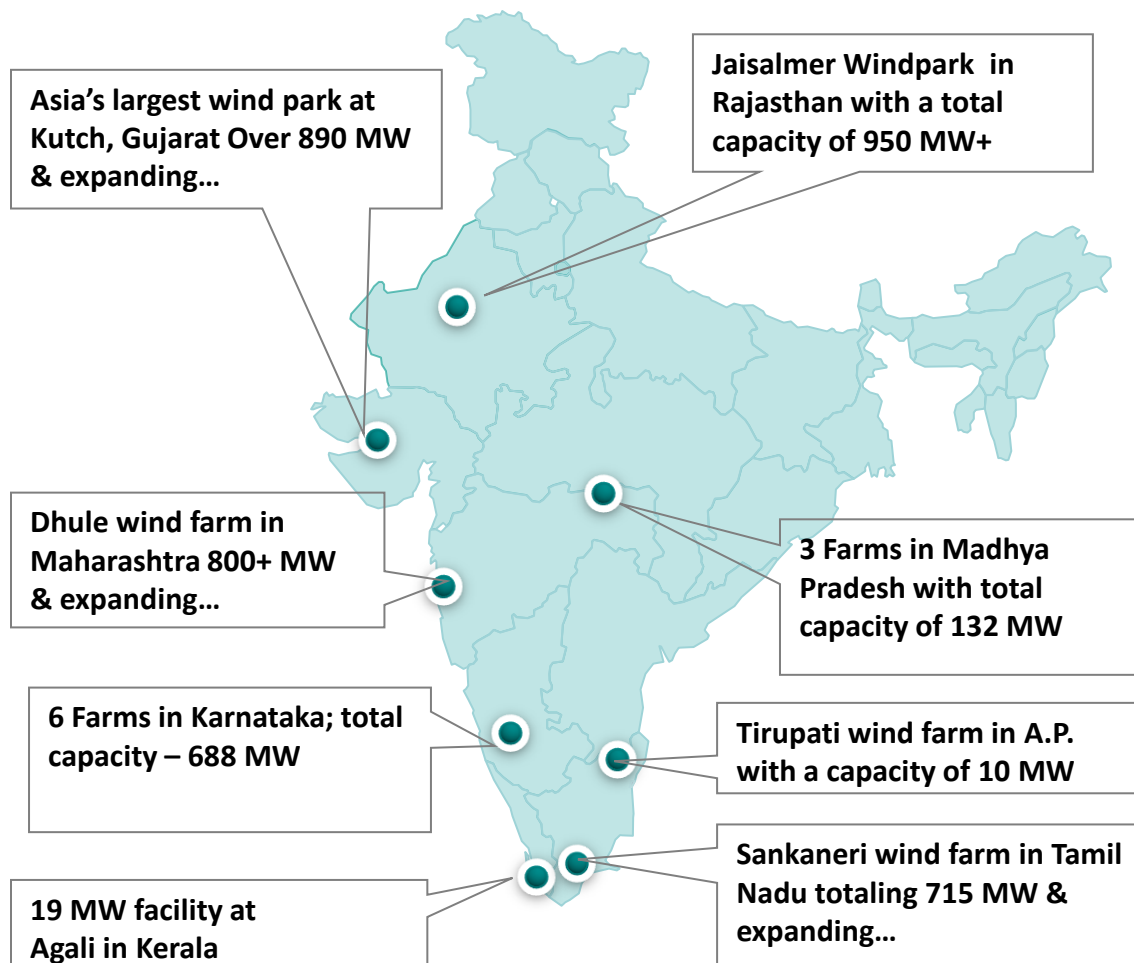 Asia’s largest wind park at
Kutch, Gujarat Over 890 MW
& expanding…
Jaisalmer Windpark in
Rajasthan with a total
capacity of 950 MW+
Dhule wind farm in
Maharashtra 800+ MW
& expanding…
3 Farms in Madhya
Pradesh with total
capacity of 132 MW
6 Farms in Karnataka; total
capacity – 688 MW
Tirupati wind farm in A.P.
with a capacity of 10 MW
19 MW facility at
Agali in Kerala
Sankaneri wind farm in Tamil
Nadu totaling 715 MW &
expanding…